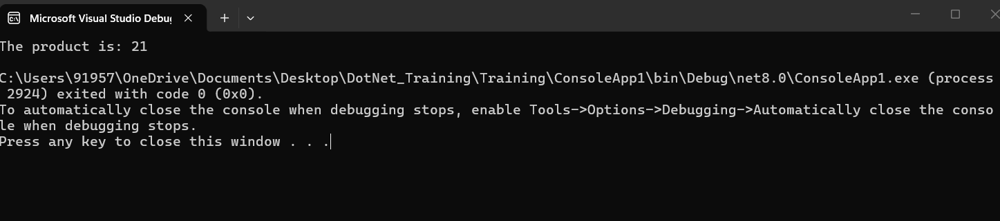 Microsoft Visual Studio Debug
The product is: 21
C:\Users\91957\OneDrive\Documents\Desktop\DotNet_Training\Training\ConsoleApp1\bin\Debug\net8.0\ConsoleApp1.exe (process
 2924) exited with code 0 (0x0).
To automatically close the console when debugging stops, enable Tools->Options->Debugging->Automatically close the conso
le when debugging stops.
Press any key to close this window . . .